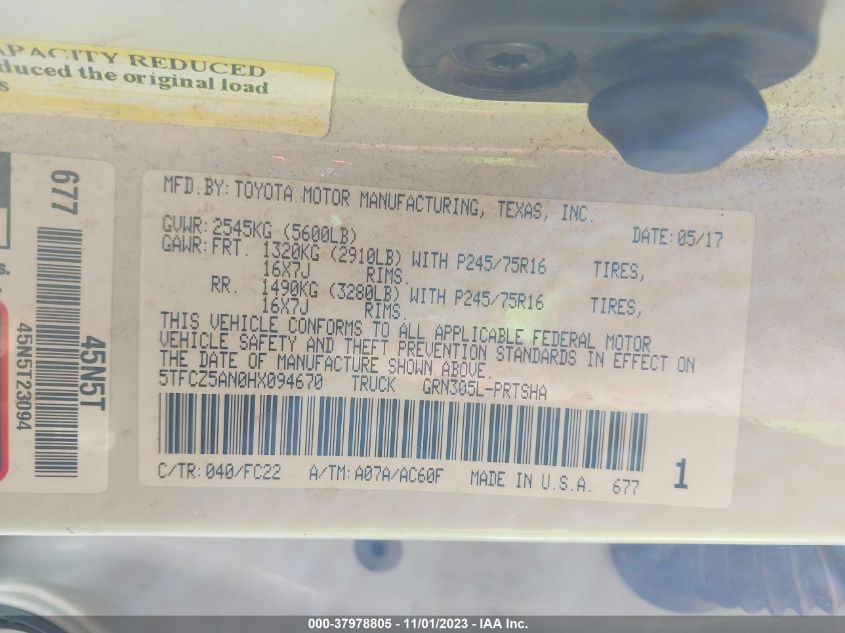 APACITY REDUCED
duced the original load
s
s.
677
45N5T
45N5T23094
MFD.BY: TOYOTA MOTOR MANUFACTURING, TEXAS, INC.
GVWR: 2545KG (5600LB) DATE: 05/17
GAWR: FRT. 1320KG (2910LB) WITH P245/75R16 TIRES,
16X7J RIMS.
RR. 1490KG (3280LB) WITH P245/75R16 TIRES,
16X7J RIMS.
THIS VEHICLE CONFORMS TO ALL APPLICABLE FEDERAL MOTOR
VEHICLE SAFETY AND THEFT PREVENTION STANDARDS IN EFFECT ON
THE DATE OF MANUFACTURE SHOWN ABOVE.
5TFCZ5AN0HX094670 TRUCK GRN305L-PRTSHA
C/TR: 040/FC22 A/TM: A07A/AC60F MADE IN U.S.A. 677 1
000-37978805 - 11/01/2023 - IAA Inc.